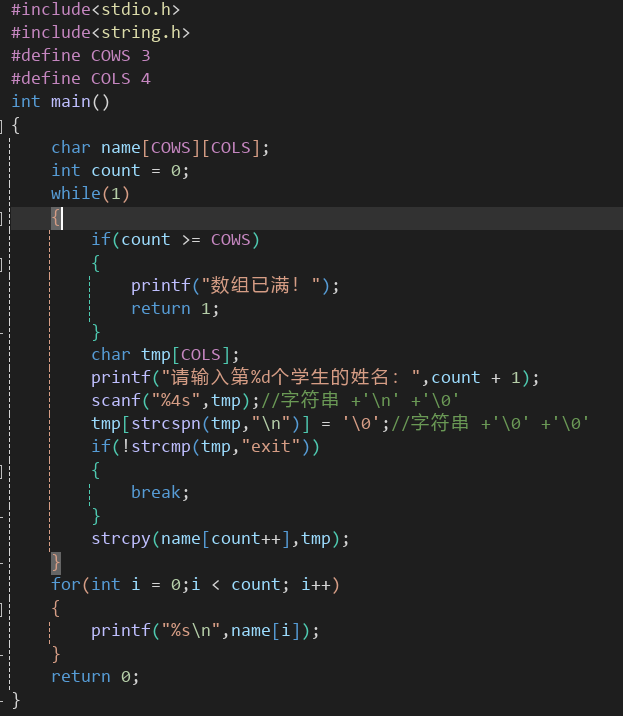 #include<stdio.h>
#include<string.h>
#define COWS 3
#define COLS 4
int main()
{
    char name[COWS][COLS];
    int count = 0;
    while(1)
    {
        if(count >= COWS)
        {
            printf("数组已满！");
            return 1;
        }
        char tmp[COLS];
        printf("请输入第%d个学生的姓名：",count + 1);
        scanf("%4s",tmp);//字符串 +'\n' +'\0'
        tmp[strcspn(tmp,"\n")] = '\0';//字符串 +'\0' +'\0'
        if(!strcmp(tmp,"exit"))
        {
            break;
        }
        strcpy(name[count++],tmp);
    }
    for(int i = 0;i < count; i++)
    {
        printf("%s\n",name[i]);
    }
    return 0;
}